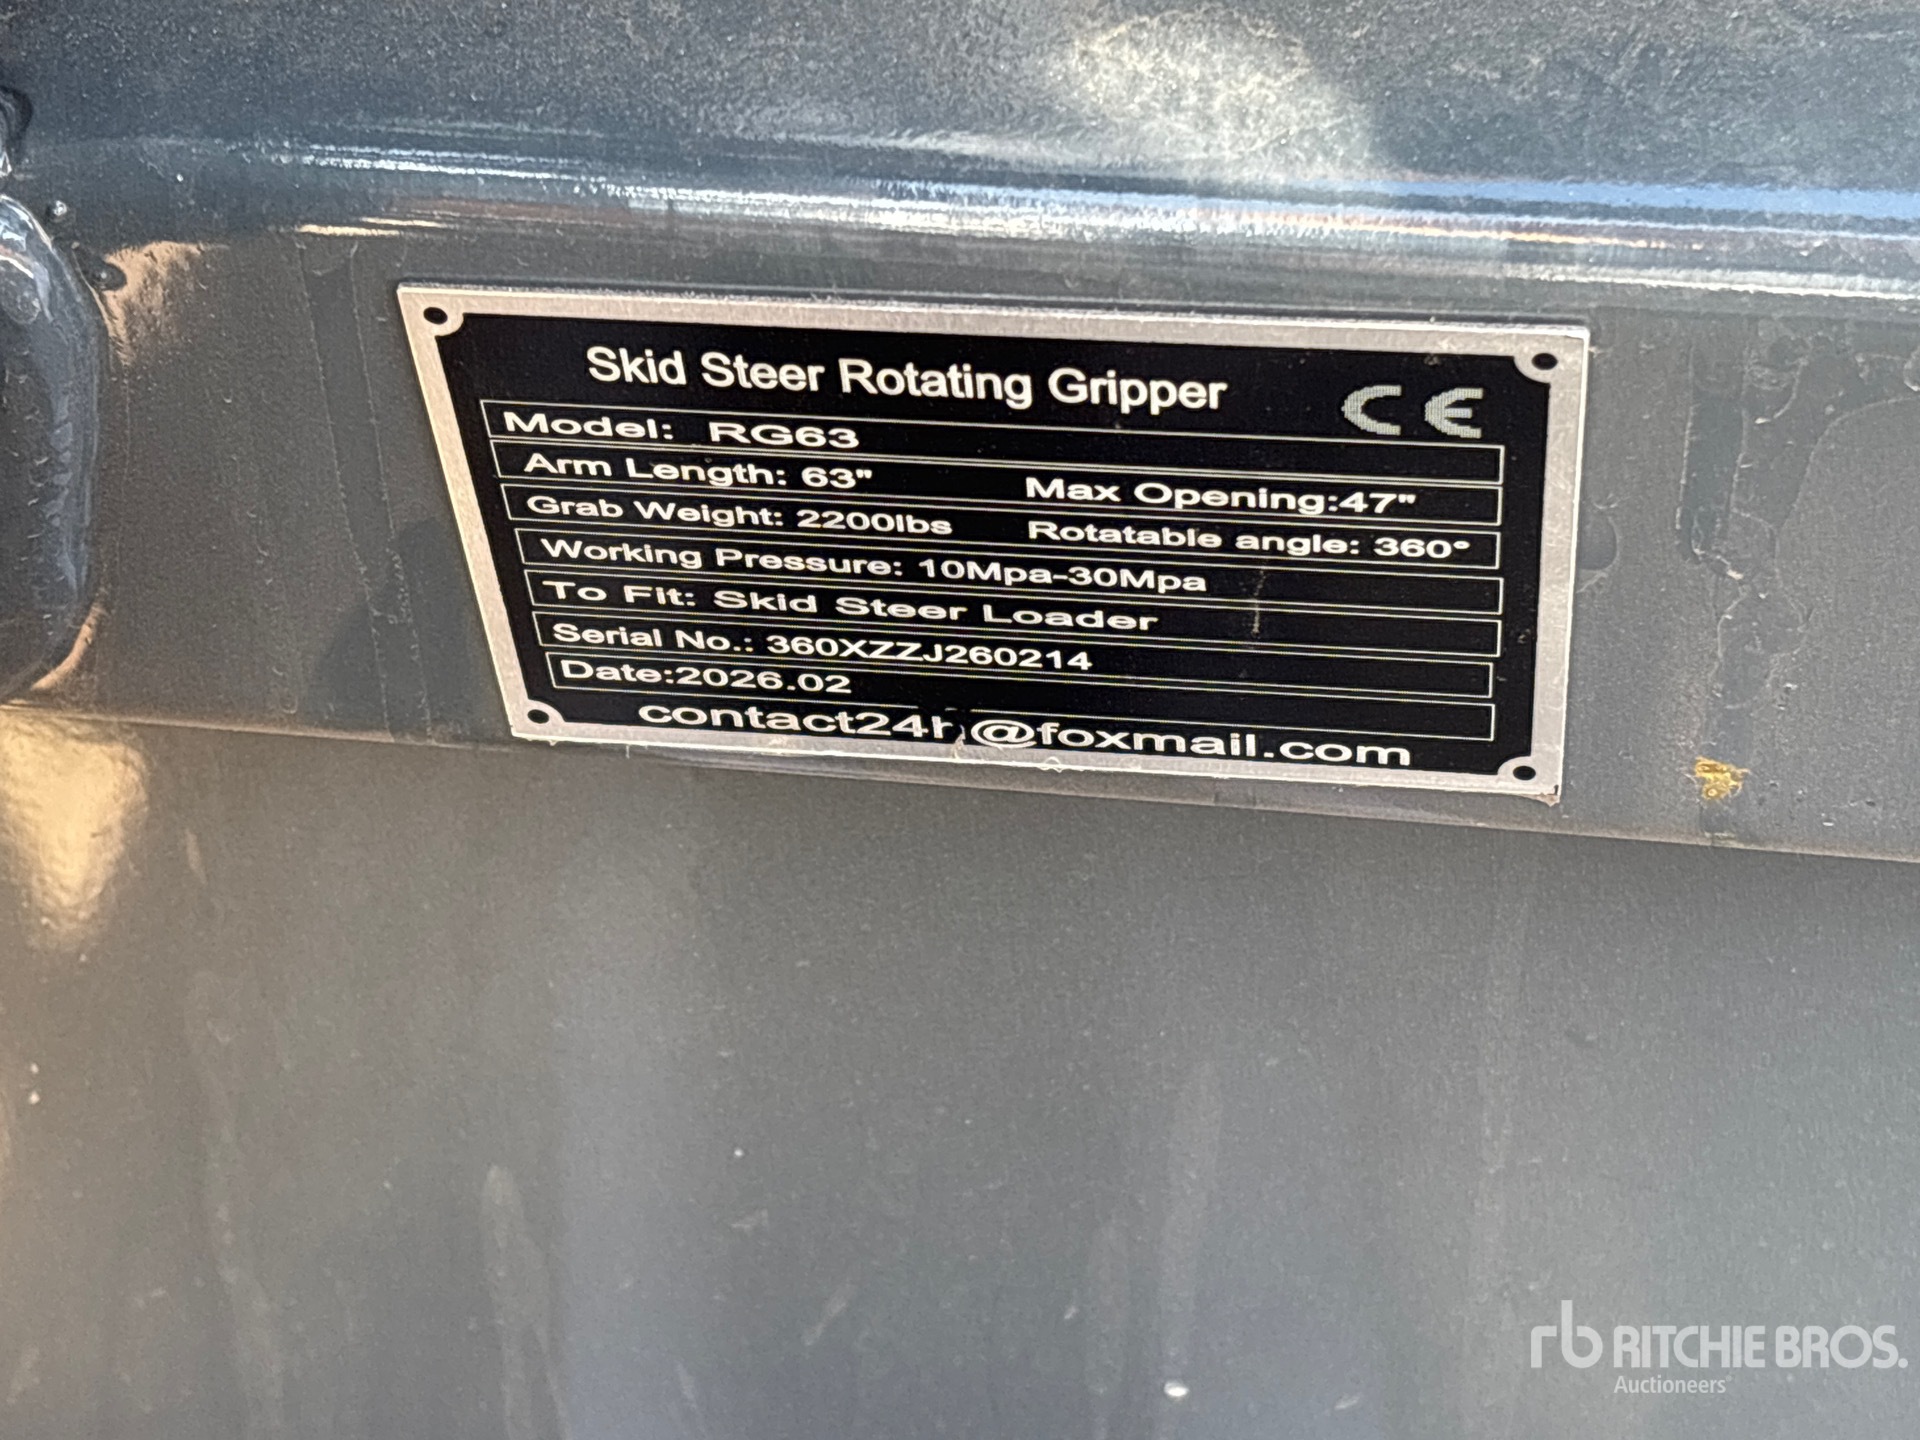 Skid Steer Rotating Gripper
CE
Model: RG63
Arm Length: 63" Max Opening:47"
Grab Weight: 2200lbs Rotatable angle: 360°
Working Pressure: 10Mpa-30Mpa
To Fit: Skid Steer Loader
Serial No.: 360XZZJ260214
Date:2026.02
contact24h@foxmail.com
rb RITCHIE BROS.
Auctioneers